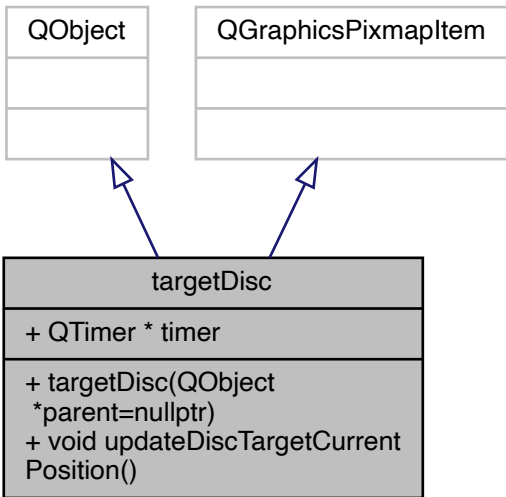 QObject
QGraphicsPixmapItem
targetDisc
+ QTimer * timer
+ targetDisc(QObject
*parent=nullptr)
+ void updateDiscTargetCurrent
Position()